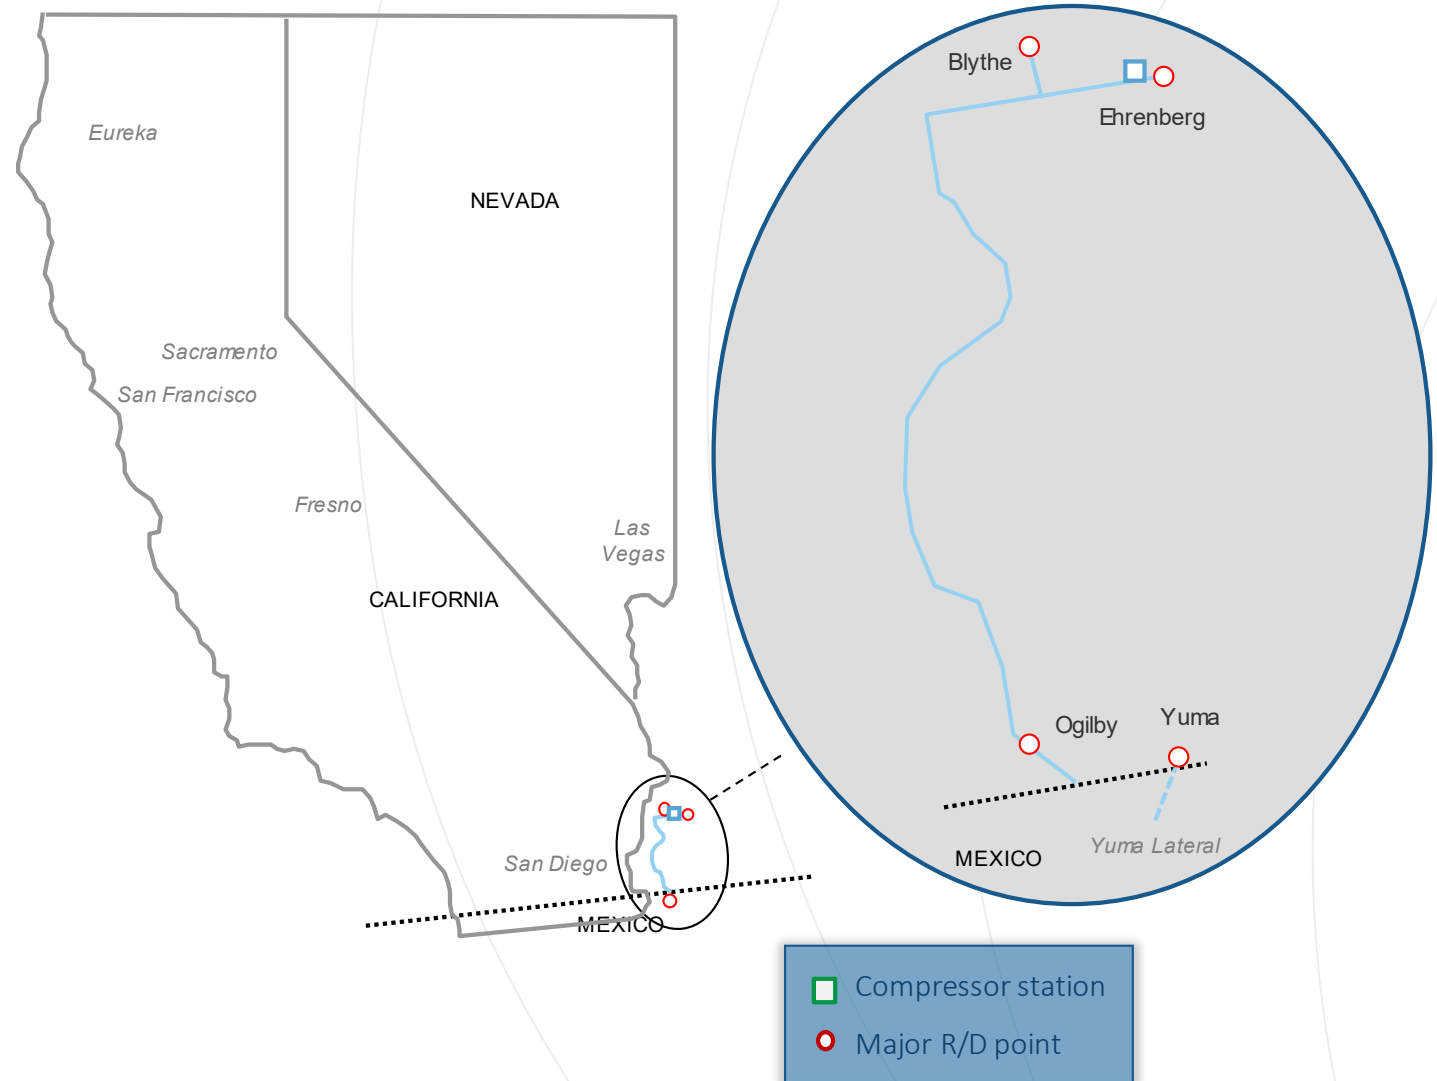 Eureka
NEVADA
Sacramento
San Francisco
Fresno
Las
Vegas
CALIFORNIA
San Diego
MEXICO
Blythe
Ehrenberg
Ogilby
Yuma
MEXICO
Yuma Lateral
Compressor station
Major R/D point